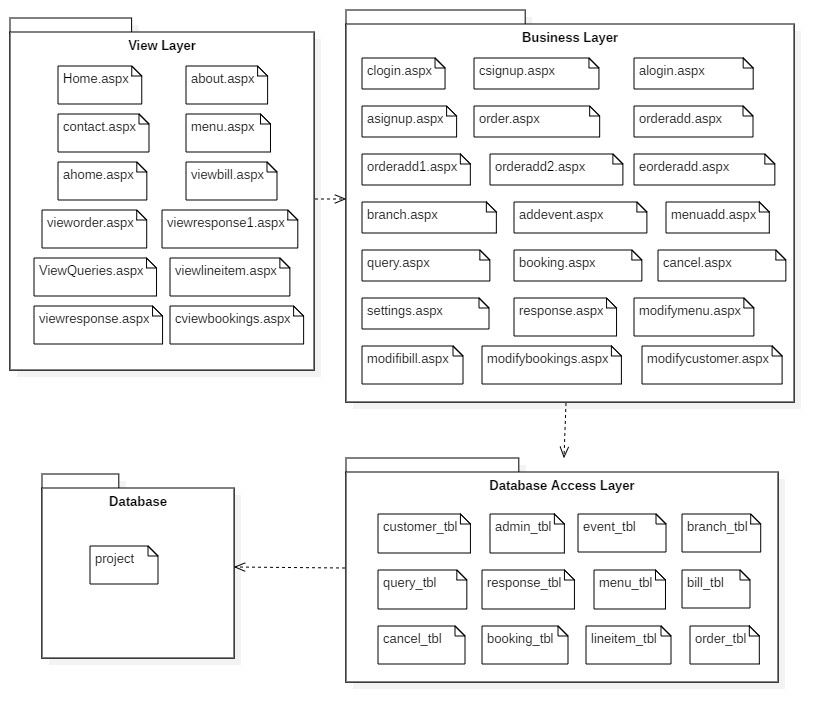 View Layer
Home.aspx
about.aspx
contact.aspx
menu.aspx
ahome.aspx
viewbill.aspx
vieworder.aspx
viewresponse1.aspx
ViewQueries.aspx
viewlineitem.aspx
viewresponse.aspx
cviewbookings.aspx
Business Layer
clogin.aspx
csignup.aspx
alogin.aspx
asignup.aspx
order.aspx
orderadd.aspx
orderadd1.aspx
orderadd2.aspx
eorderadd.aspx
branch.aspx
addevent.aspx
menuadd.aspx
query.aspx
booking.aspx
cancel.aspx
settings.aspx
response.aspx
modifymenu.aspx
modifibill.aspx
modifybookings.aspx
modifycustomer.aspx
Database
project
Database Access Layer
customer_tbl
admin_tbl
event_tbl
branch_tbl
query_tbl
response_tbl
menu_tbl
bill_tbl
cancel_tbl
booking_tbl
lineitem_tbl
order_tbl